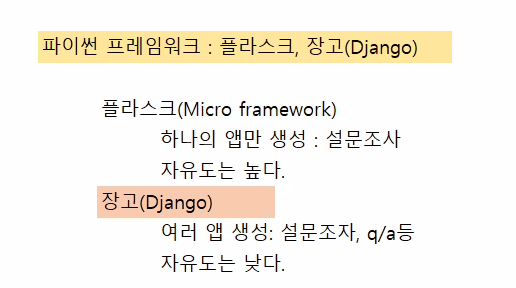 파이썬 프레임워크 : 플라스크, 장고(Django)
플라스크(Micro framework)
하나의 앱만 생성 : 설문조사
자유도는 높다.
장고(Django)
여러 앱 생성: 설문조자, q/a등
자유도는 낮다.